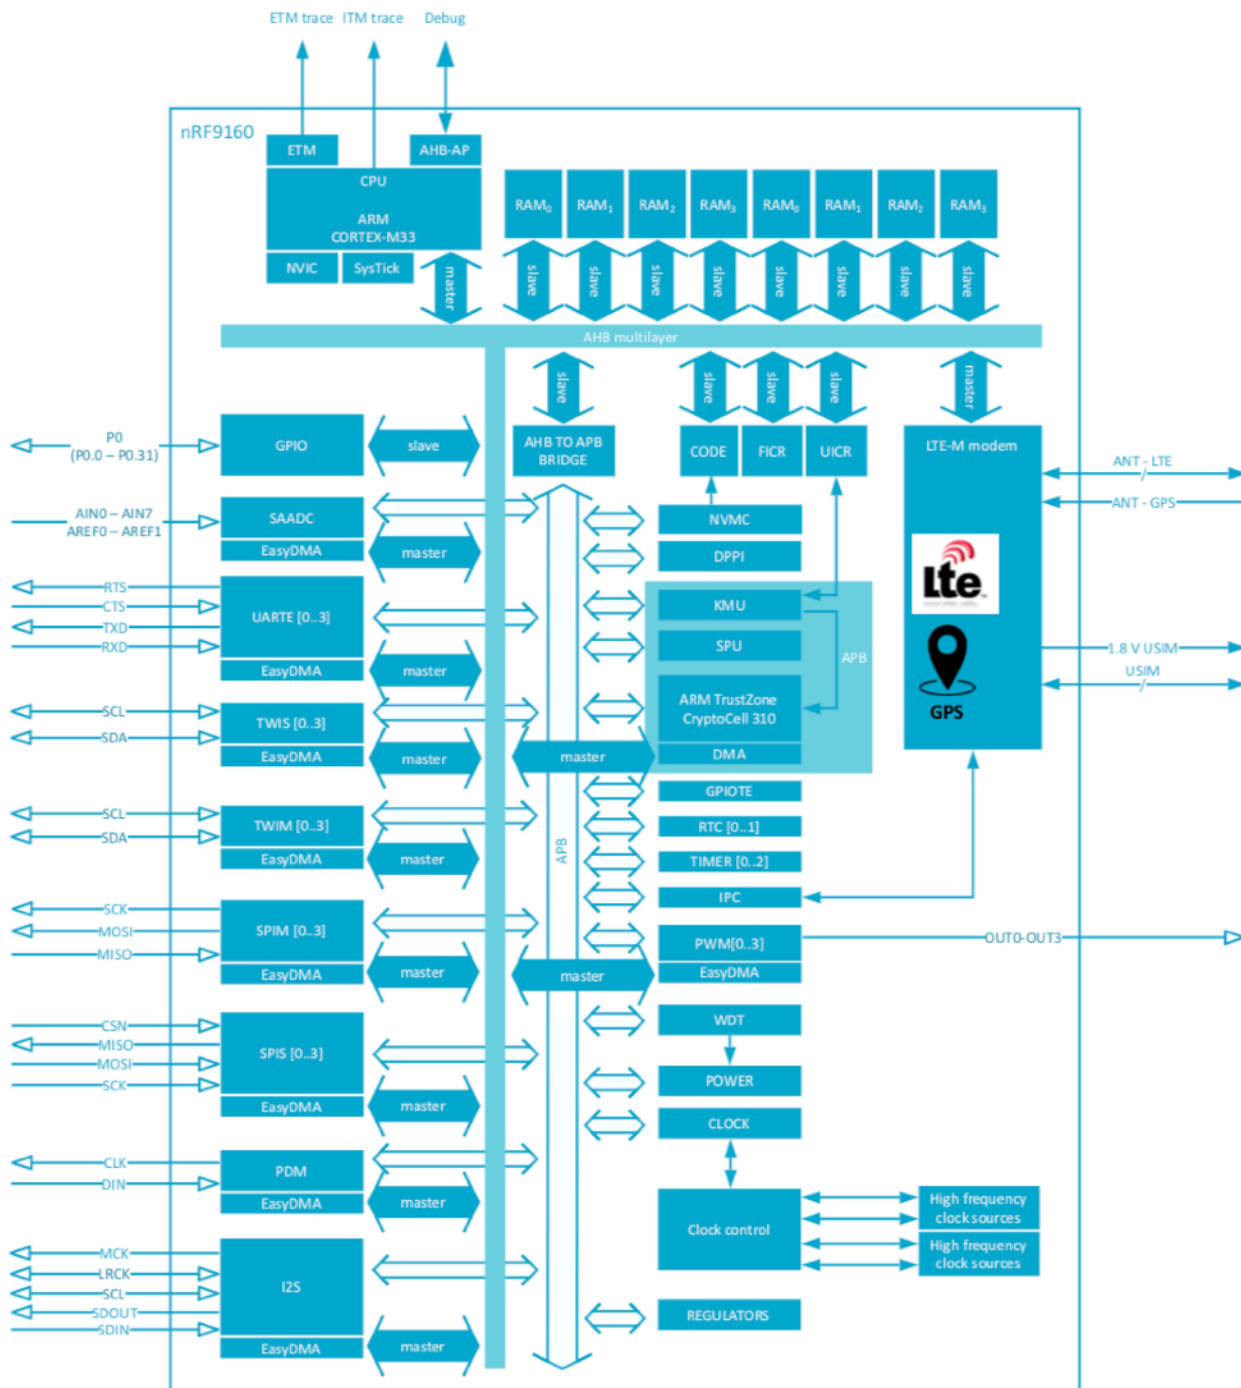 ETM trace ITM trace Debug
nRF9160
ETM
AHB-AP
CPU
ARM
CORTEX-M33
NVIC
SysTick
master
RAM0 RAM1 RAM2 RAM3 RAM0 RAM1 RAM2 RAM3
slave slave slave slave slave slave slave slave
AHB multilayer
slave
slave slave slave
master
P0
(P0.0 – P0.31)
GPIO
slave
AHB TO APB
BRIDGE
CODE
FICR
UICR
LTE-M modem
ANT - LTE
ANT - GPS
Lte
GPS
1.8 V USIM
USIM
AIN0 – AIN7
AREF0 – AREF1
SAADC
EasyDMA
master
NVMC
DPPI
RTS
CTS
TXD
RXD
UARTE [0..3]
EasyDMA
master
KMU
SPU
APB
ARM TrustZone
CryptoCell 310
DMA
master
SCL
SDA
TWIS [0..3]
EasyDMA
master
GPIOTE
RTC [0..1]
TIMER [0..2]
IPC
APB
SCL
SDA
TWIM [0..3]
EasyDMA
master
SCK
MOSI
MISO
SPIM [0..3]
EasyDMA
master
master
PWM[0..3]
EasyDMA
OUT0-OUT3
WDT
POWER
CLOCK
CSN
MISO
MOSI
SCK
SPIS [0..3]
EasyDMA
master
CLK
DIN
PDM
EasyDMA
master
Clock control
High frequency
clock sources
High frequency
clock sources
MCK
LRCK
SCL
SDOUT
SDIN
I2S
EasyDMA
master
REGULATORS